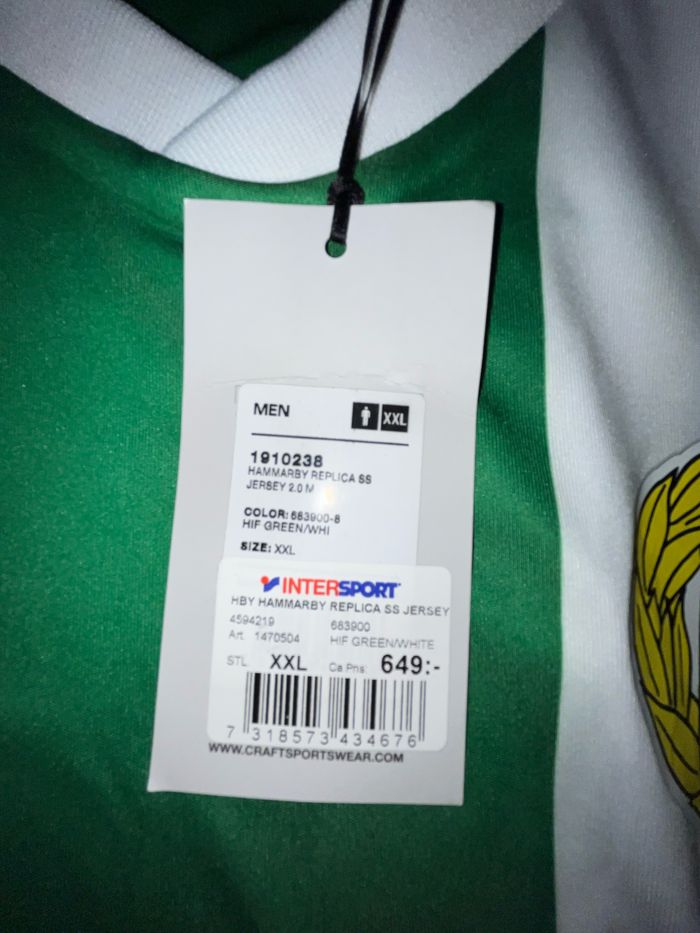 MEN
XXL
1910238
HAMMARBY REPLICA SS
JERSEY 2.0 M
COLOR: 683900-8
HIF GREEN/WHI
SIZE: XXL
INTERSPORT
HBY HAMMARBY REPLICA SS JERSEY
4594219 683900
Art. 1470504 HIF GREEN/WHITE
STL XXL Ca Pris: 649:-
7 318573 434676
WWW.CRAFTSPORTSWEAR.COM